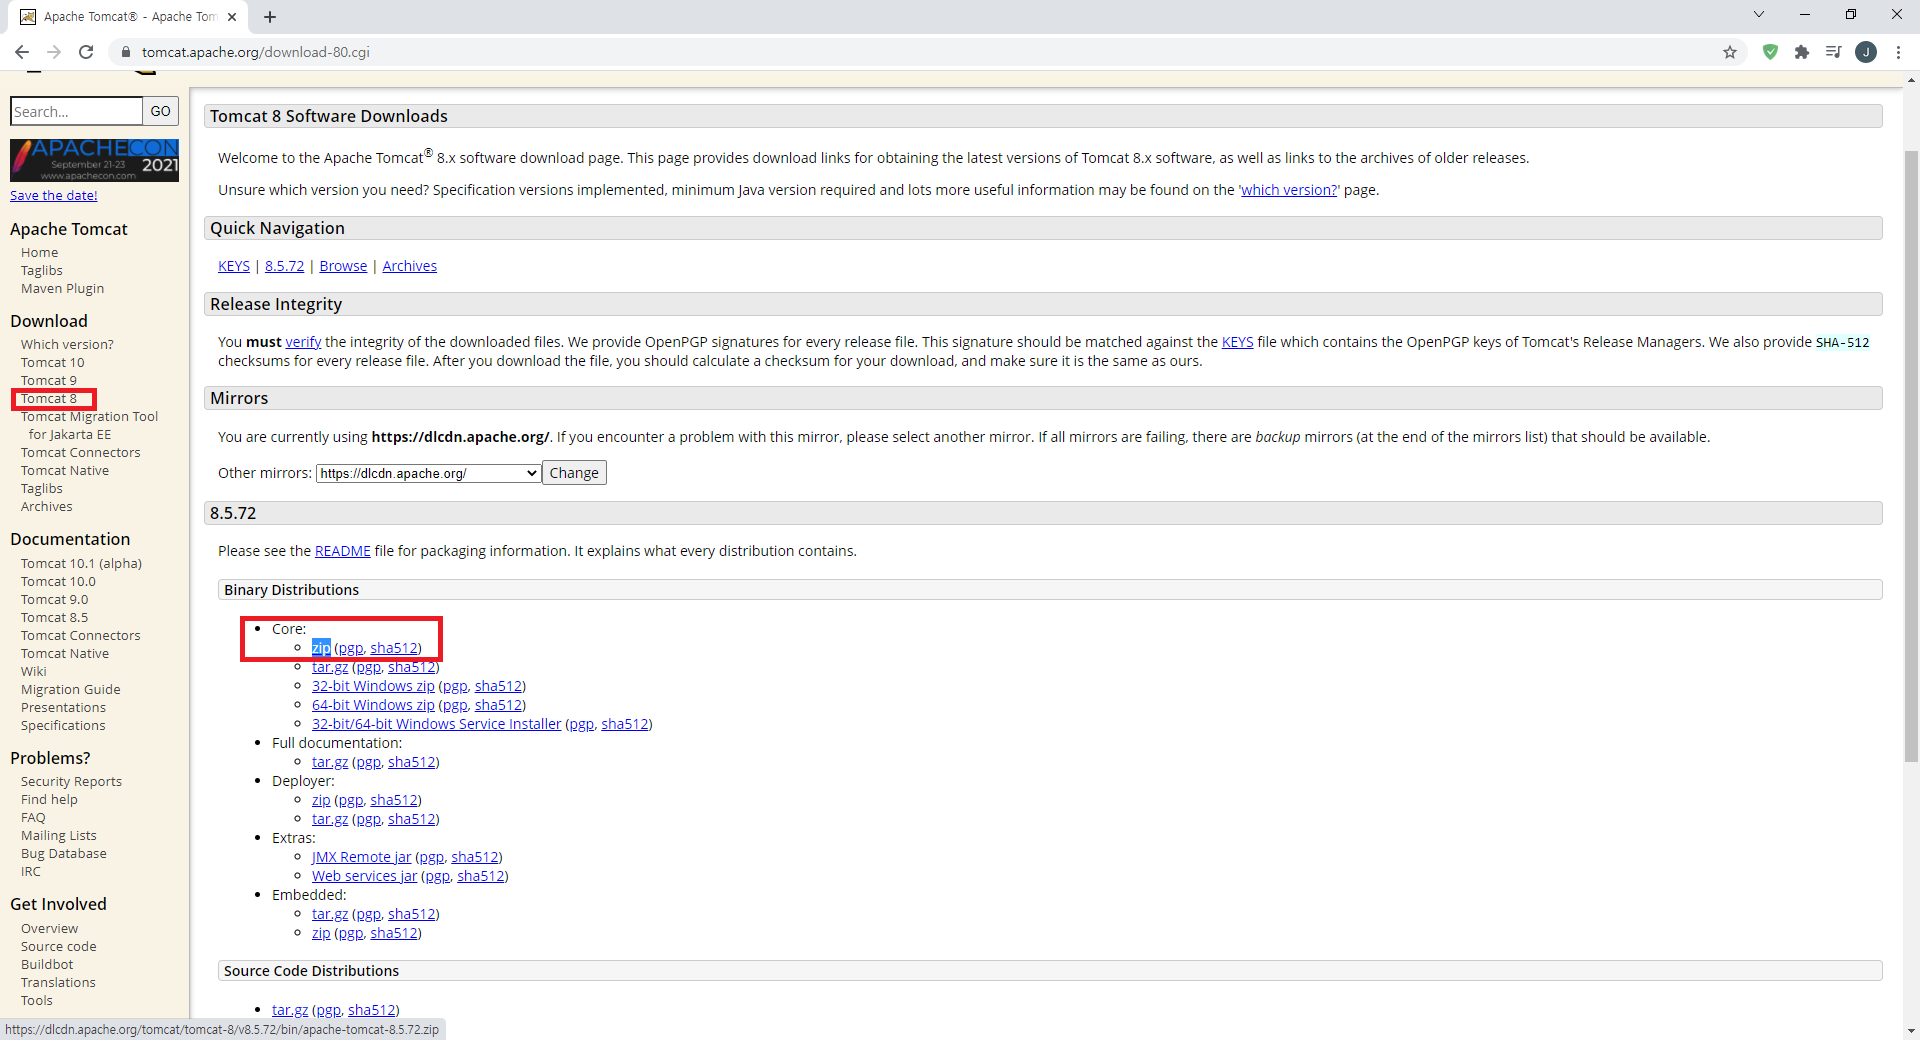 Apache Tomcat® - Apache Tom
tomcat.apache.org/download-80.cgi
J
Search...
GO
APACHECON
September 21-23
2021
www.apachecon.com
Save the date!
Apache Tomcat
Home
Taglibs
Maven Plugin
Download
Which version?
Tomcat 10
Tomcat 9
Tomcat 8
Tomcat Migration Tool
for Jakarta EE
Tomcat Connectors
Tomcat Native
Taglibs
Archives
Documentation
Tomcat 10.1 (alpha)
Tomcat 10.0
Tomcat 9.0
Tomcat 8.5
Tomcat Connectors
Tomcat Native
Wiki
Migration Guide
Presentations
Specifications
Problems?
Security Reports
Find help
FAQ
Mailing Lists
Bug Database
IRC
Get Involved
Overview
Source code
Buildbot
Translations
Tools
Tomcat 8 Software Downloads
Welcome to the Apache Tomcat® 8.x software download page. This page provides download links for obtaining the latest versions of Tomcat 8.x software, as well as links to the archives of older releases.
Unsure which version you need? Specification versions implemented, minimum Java version required and lots more useful information may be found on the 'which version?' page.
Quick Navigation
KEYS | 8.5.72 | Browse | Archives
Release Integrity
You must verify the integrity of the downloaded files. We provide OpenPGP signatures for every release file. This signature should be matched against the KEYS file which contains the OpenPGP keys of Tomcat's Release Managers. We also provide SHA-512
checksums for every release file. After you download the file, you should calculate a checksum for your download, and make sure it is the same as ours.
Mirrors
You are currently using https://dlcdn.apache.org/. If you encounter a problem with this mirror, please select another mirror. If all mirrors are failing, there are backup mirrors (at the end of the mirrors list) that should be available.
Other mirrors: https://dlcdn.apache.org/ Change
8.5.72
Please see the README file for packaging information. It explains what every distribution contains.
Binary Distributions
• Core:
zip (pgp, sha512)
tar.gz (pgp, sha512)
32-bit Windows zip (pgp, sha512)
64-bit Windows zip (pgp, sha512)
32-bit/64-bit Windows Service Installer (pgp, sha512)
• Full documentation:
tar.gz (pgp, sha512)
• Deployer:
zip (pgp, sha512)
tar.gz (pgp, sha512)
• Extras:
JMX Remote jar (pgp, sha512)
Web services jar (pgp, sha512)
• Embedded:
tar.gz (pgp, sha512)
zip (pgp, sha512)
Source Code Distributions
• tar.gz (pgp, sha512)
https://dlcdn.apache.org/tomcat/tomcat-8/v8.5.72/bin/apache-tomcat-8.5.72.zip